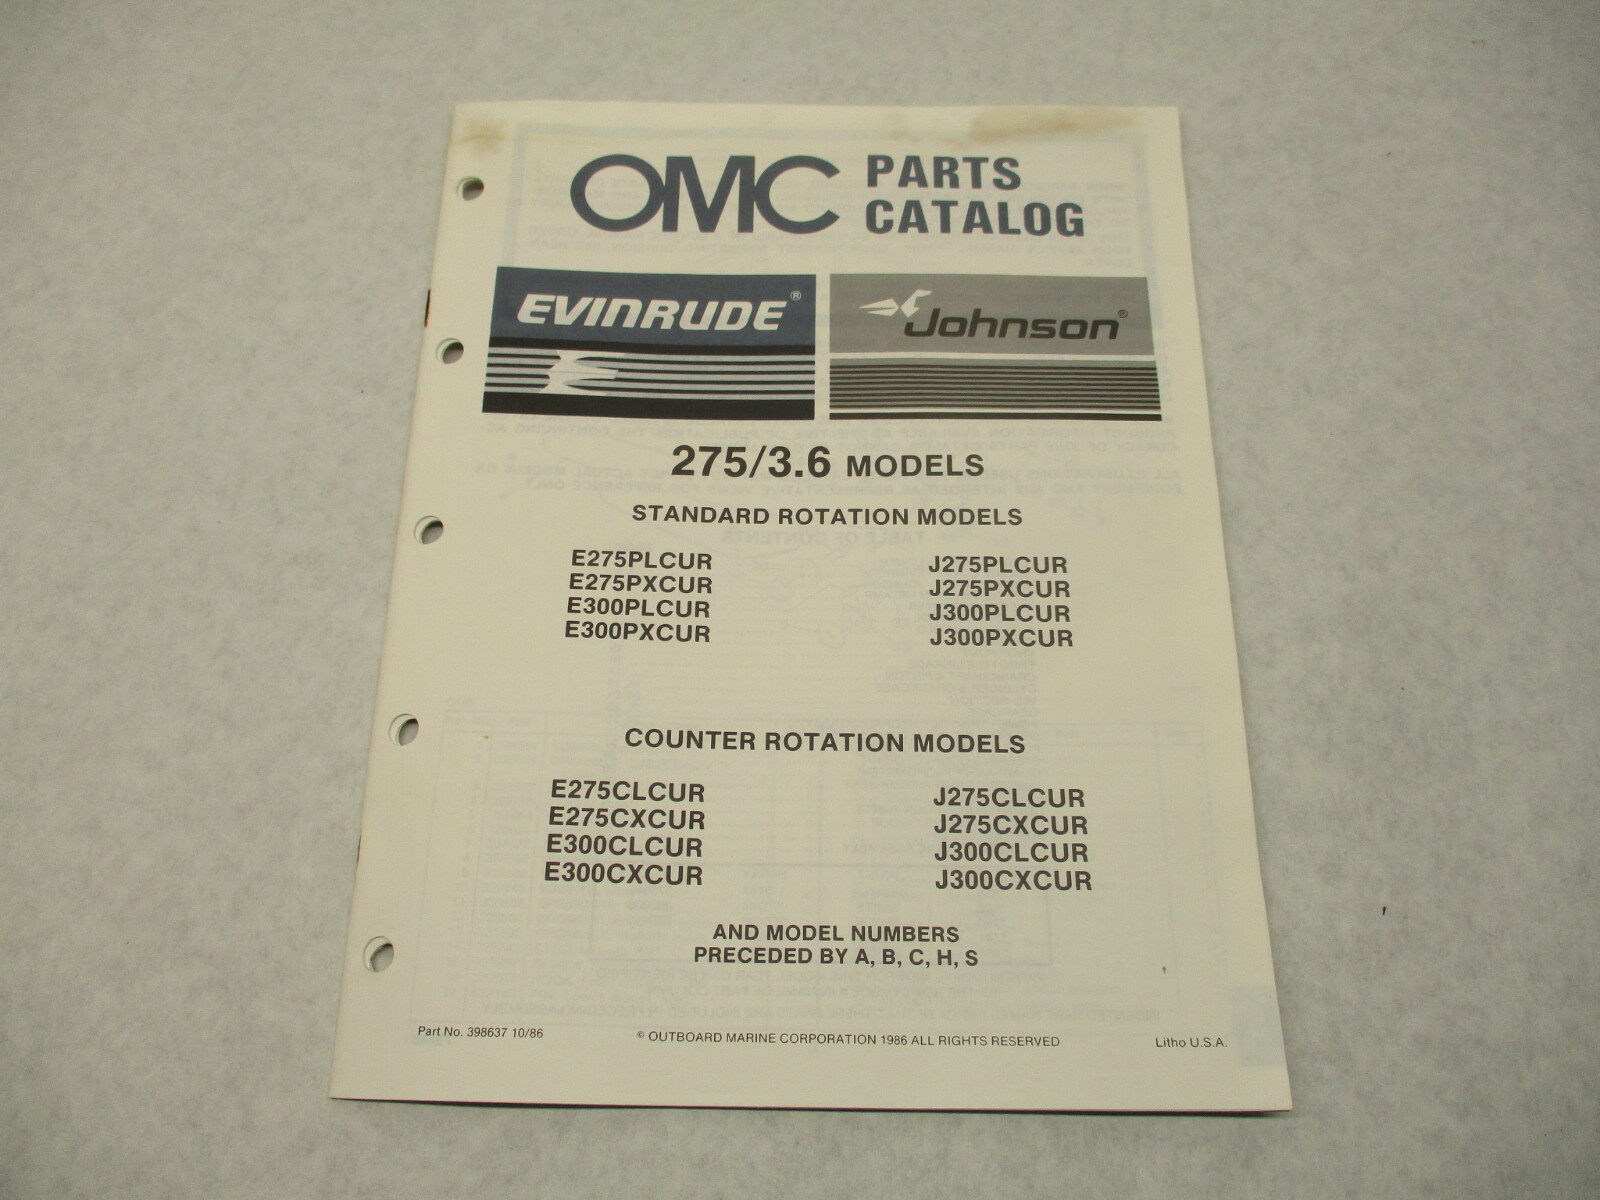 OMC PARTS CATALOG
EVINRUDE®
Johnson®
275/3.6 MODELS
STANDARD ROTATION MODELS
E275PLCUR J275PLCUR
E275PXCUR J275PXCUR
E300PLCUR J300PLCUR
E300PXCUR J300PXCUR
COUNTER ROTATION MODELS
E275CLCUR J275CLCUR
E275CXCUR J275CXCUR
E300CLCUR J300CLCUR
E300CXCUR J300CXCUR
AND MODEL NUMBERS
PRECEDED BY A, B, C, H, S
Part No. 398637 10/86 © OUTBOARD MARINE CORPORATION 1986 ALL RIGHTS RESERVED Litho U.S.A.